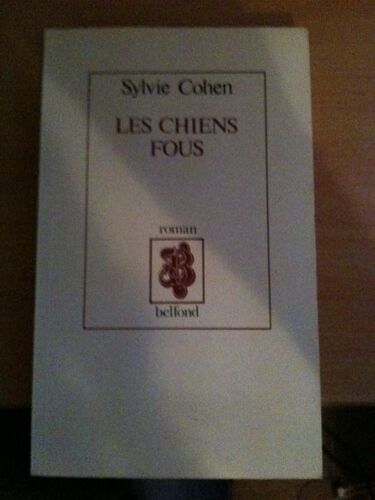 Sylvie Cohen
LES CHIENS
FOUS
roman
belfond